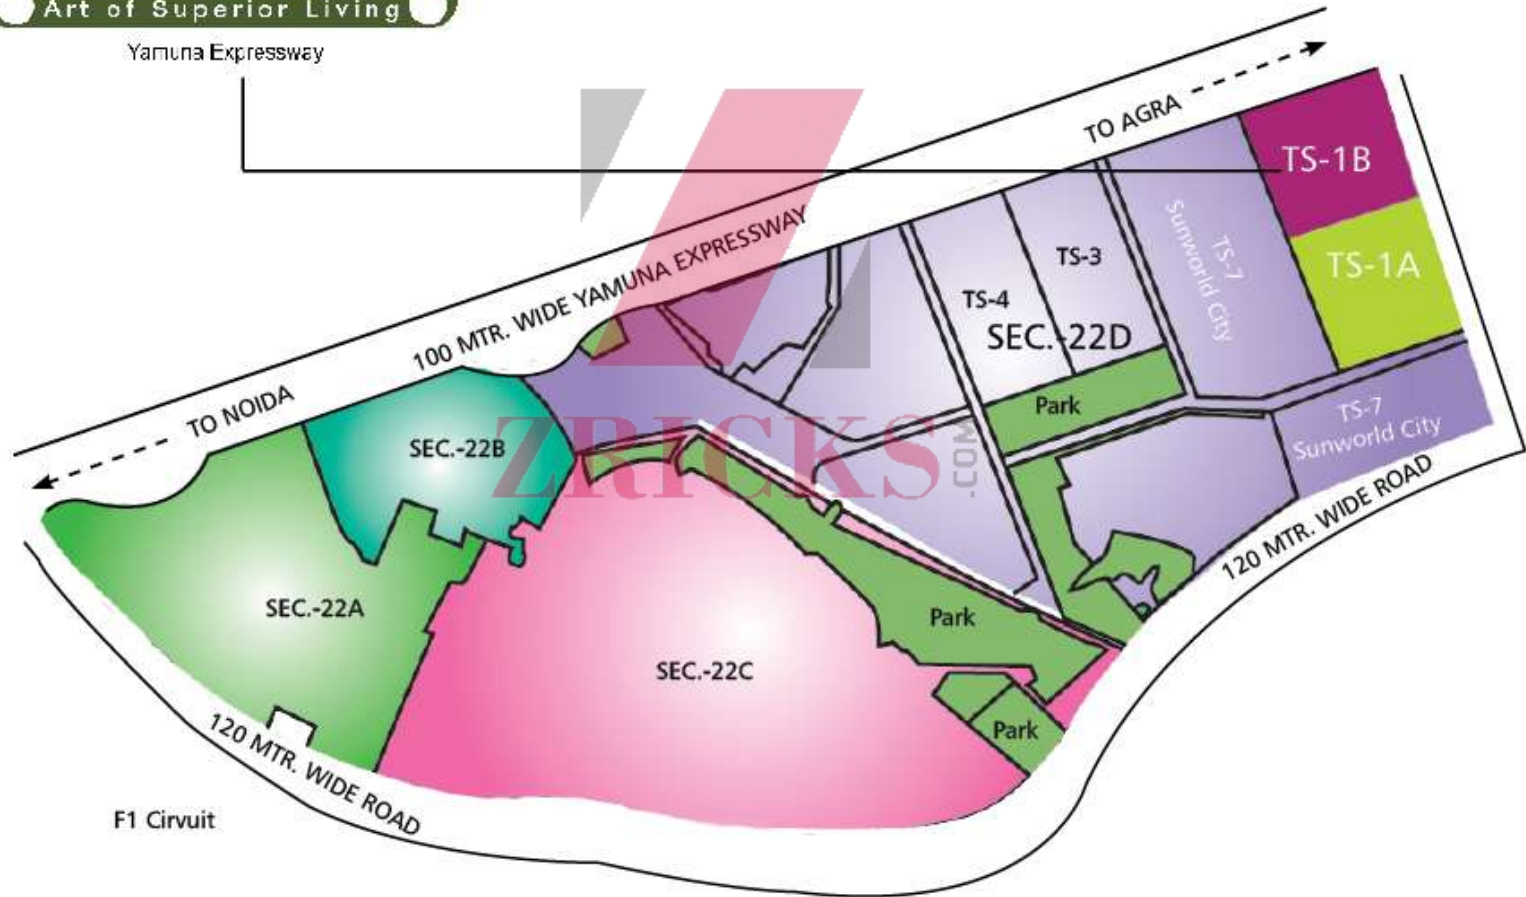 Art of Superior Living
Yamuna Expressway
TO AGRA
TS-1B
TS-1A
TS-7
Sunworld City
TS-3
TS-4
SEC.-22D
100 MTR. WIDE YAMUNA EXPRESSWAY
TO NOIDA
Park
TS-7
Sunworld City
SEC.-22B
ZRICKS
.COM
120 MTR. WIDE ROAD
SEC.-22A
Park
SEC.-22C
Park
120 MTR. WIDE ROAD
F1 Cirvuit